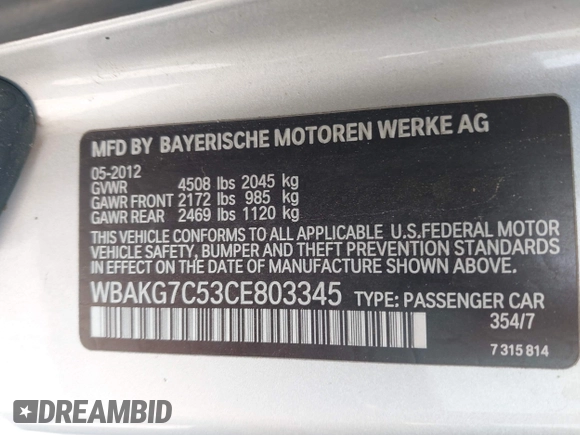 MFD BY BAYERISCHE MOTOREN WERKE AG
05-2012
GVWR 4508 lbs 2045 kg
GAWR FRONT 2172 lbs 985 kg
GAWR REAR 2469 lbs 1120 kg
THIS VEHICLE CONFORMS TO ALL APPLICABLE U.S.FEDERAL MOTOR
VEHICLE SAFETY, BUMPER, AND THEFT PREVENTION STANDARDS
IN EFFECT ON THE DATE OF MANUFACTURE SHOWN ABOVE.
WBAKG7C53CE803345 TYPE: PASSENGER CAR
354/7
7 315 814
DREAMBID